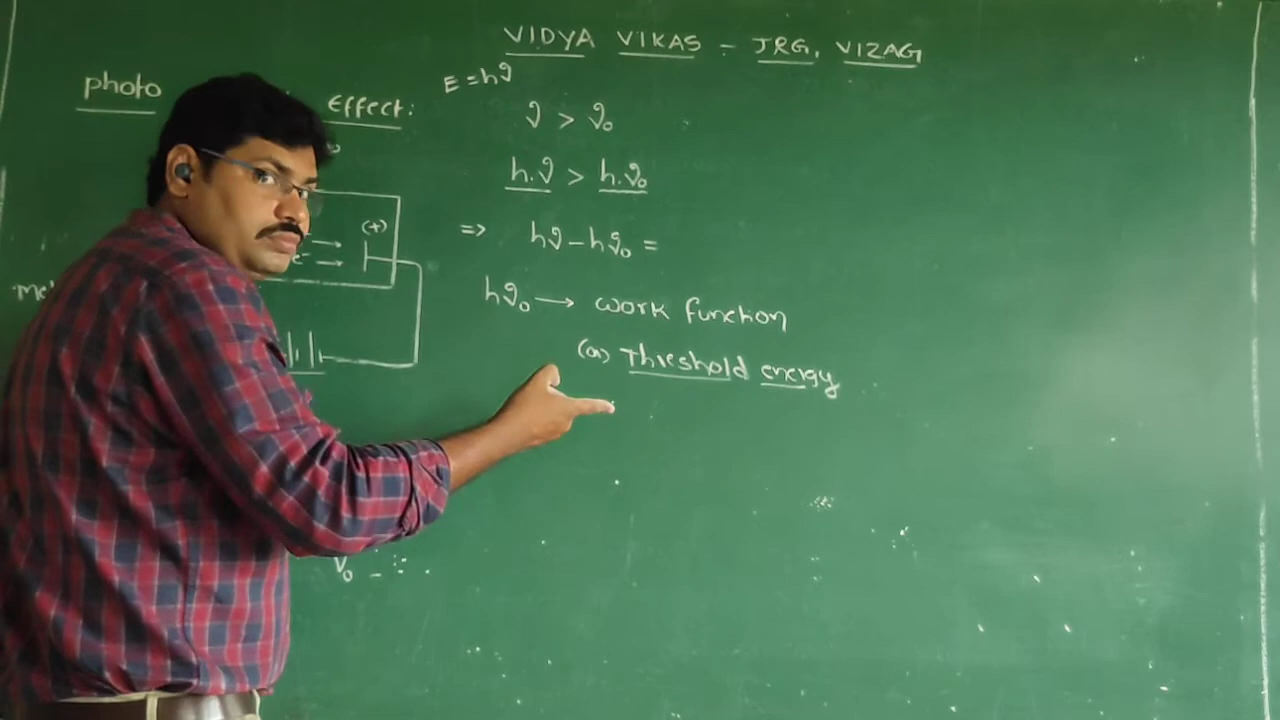 VIDYA VIKAS - JRG, VIZAG
photo Effect:
E = hϑ
ϑ > ϑ₀
h.ϑ > h.ϑ₀
(+)
e⁻
=> hϑ - hϑ₀ =
hϑ₀ → work function
(or) Threshold energy